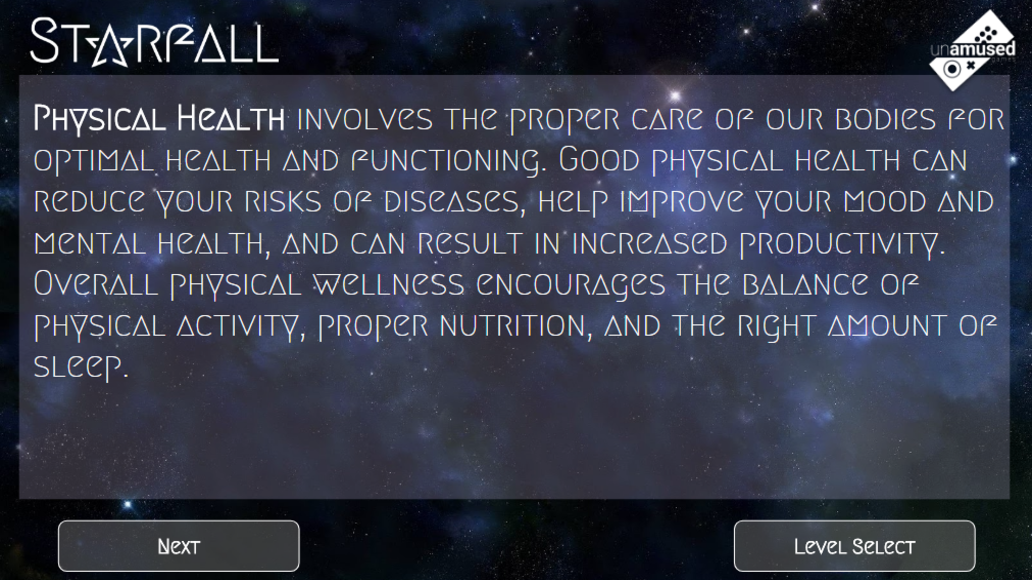 Starfall
unamused
games
Physical Health involves the proper care of our bodies for
optimal health and functioning. Good physical health can
reduce your risks of diseases, help improve your mood and
mental health, and can result in increased productivity.
Overall physical wellness encourages the balance of
physical activity, proper nutrition, and the right amount of
sleep.
Next
Level Select